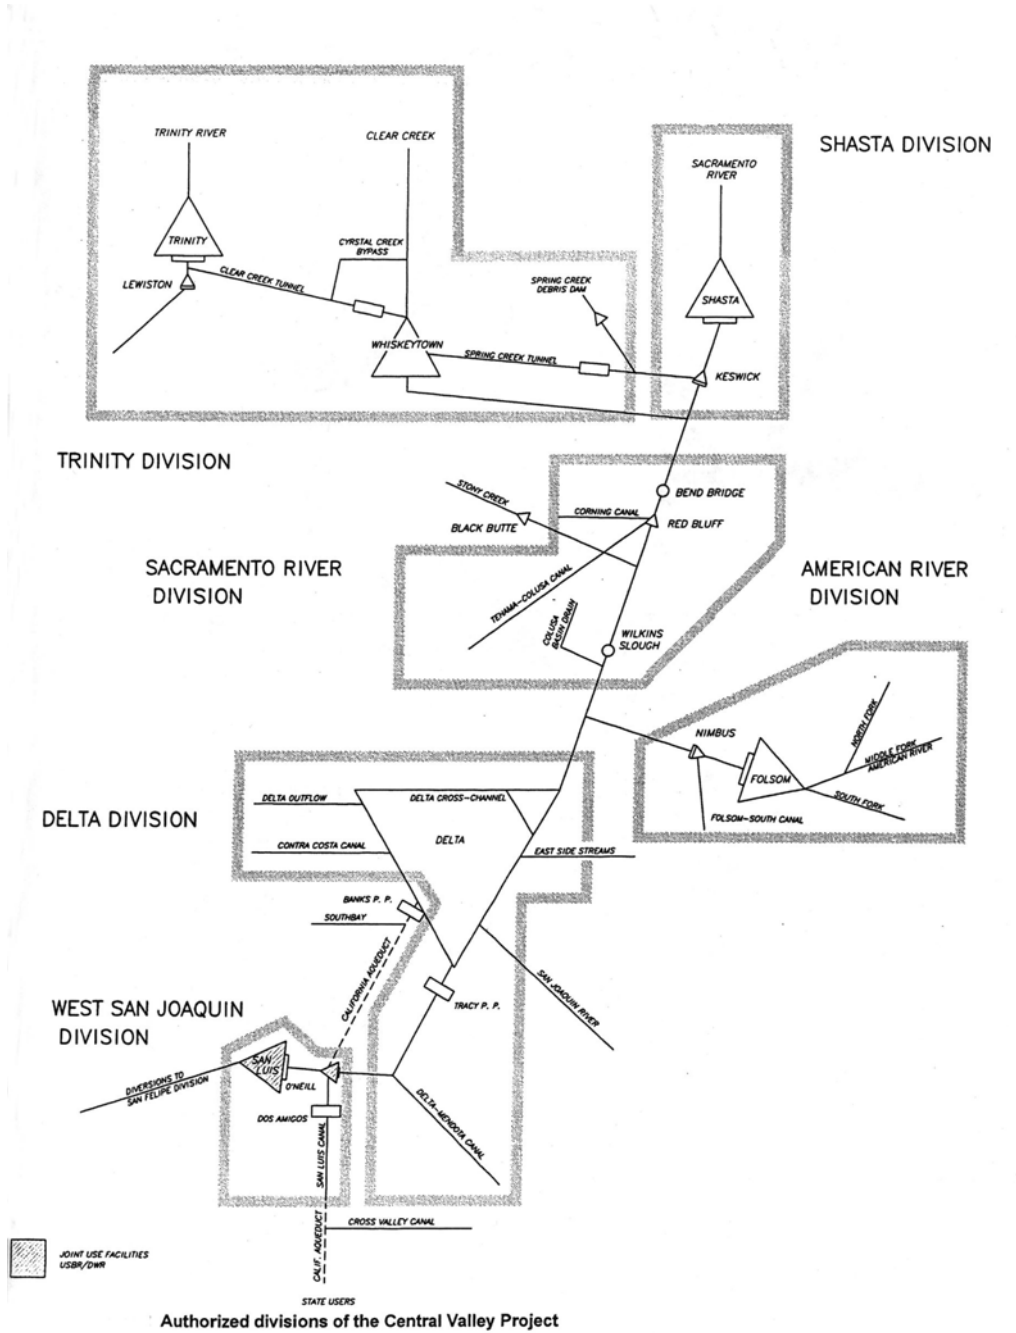 TRINITY RIVER
CLEAR CREEK
SHASTA DIVISION
SACRAMENTO
RIVER
TRINITY
CYRSTAL CREEK
BYPASS
LEWISTON
CLEAR CREEK TUNNEL
SPRING CREEK
DEBRIS DAM
SHASTA
WHISKEYTOWN
SPRING CREEK TUNNEL
KESWICK
TRINITY DIVISION
STONY CREEK
BEND BRIDGE
CORNING CANAL
BLACK BUTTE
RED BLUFF
SACRAMENTO RIVER
DIVISION
TEHAMA-COLUSA CANAL
AMERICAN RIVER
DIVISION
COLUSA
BASIN DRAIN
WILKINS
SLOUGH
NIMBUS
NORTH FORK
MIDDLE FORK
AMERICAN RIVER
FOLSOM
SOUTH FORK
FOLSOM-SOUTH CANAL
DELTA DIVISION
DELTA OUTFLOW
DELTA CROSS-CHANNEL
CONTRA COSTA CANAL
DELTA
EAST SIDE STREAMS
BANKS P. P.
SOUTHBAY
CALIFORNIA AQUEDUCT
SAN JOAQUIN RIVER
TRACY P. P.
WEST SAN JOAQUIN
DIVISION
SAN
LUIS
O'NEILL
DIVERSIONS TO
SAN FELIPE DIVISION
DOS AMIGOS
DELTA-MENDOTA CANAL
SAN LUIS CANAL
CROSS VALLEY CANAL
CALIF. AQUEDUCT
JOINT USE FACILITIES
USBR/DWR
STATE USERS
Authorized divisions of the Central Valley Project